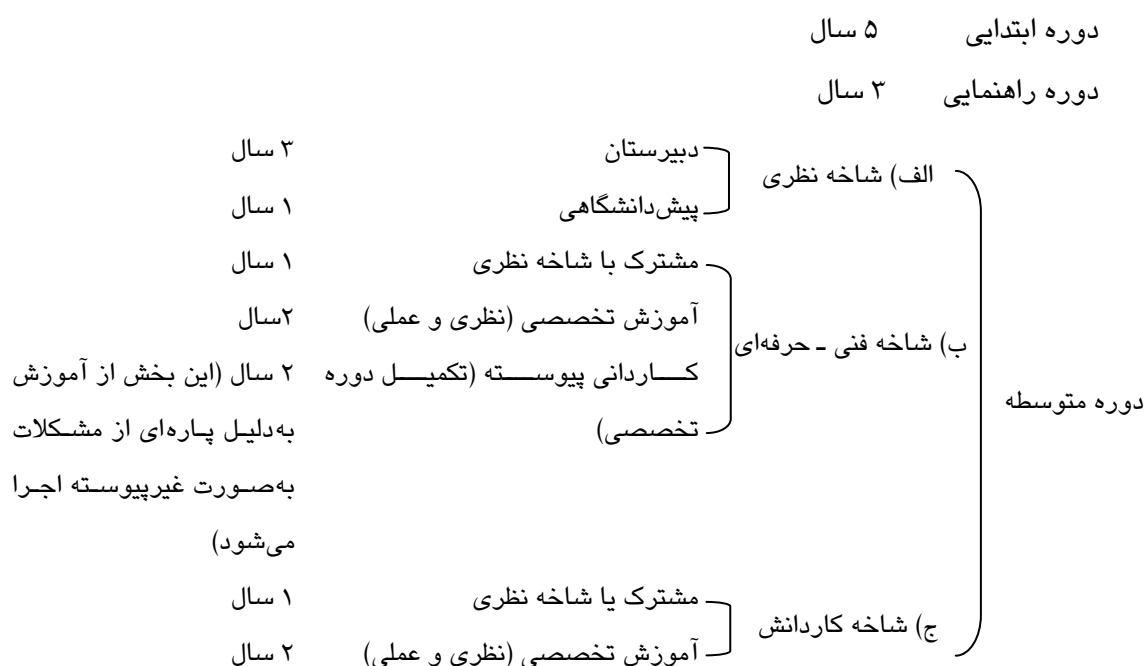 دوره ابتدایی ۵ سال
دوره راهنمایی ۳ سال
دوره متوسطه
الف) شاخه نظری
دبیرستان ۳ سال
پیش‌دانشگاهی ۱ سال
ب) شاخه فنی ـ حرفه‌ای
مشترک با شاخه نظری ۱ سال
آموزش تخصصی (نظری و عملی) ۲سال
کاردانی پیوسته (تکمیل دوره
تخصصی)
۲ سال (این بخش از آموزش
به‌دلیل پاره‌ای از مشکلات
به‌صورت غیرپیوسته اجرا
می‌شود)
ج) شاخه کاردانش
مشترک یا شاخه نظری ۱ سال
آموزش تخصصی (نظری و عملی) ۲ سال